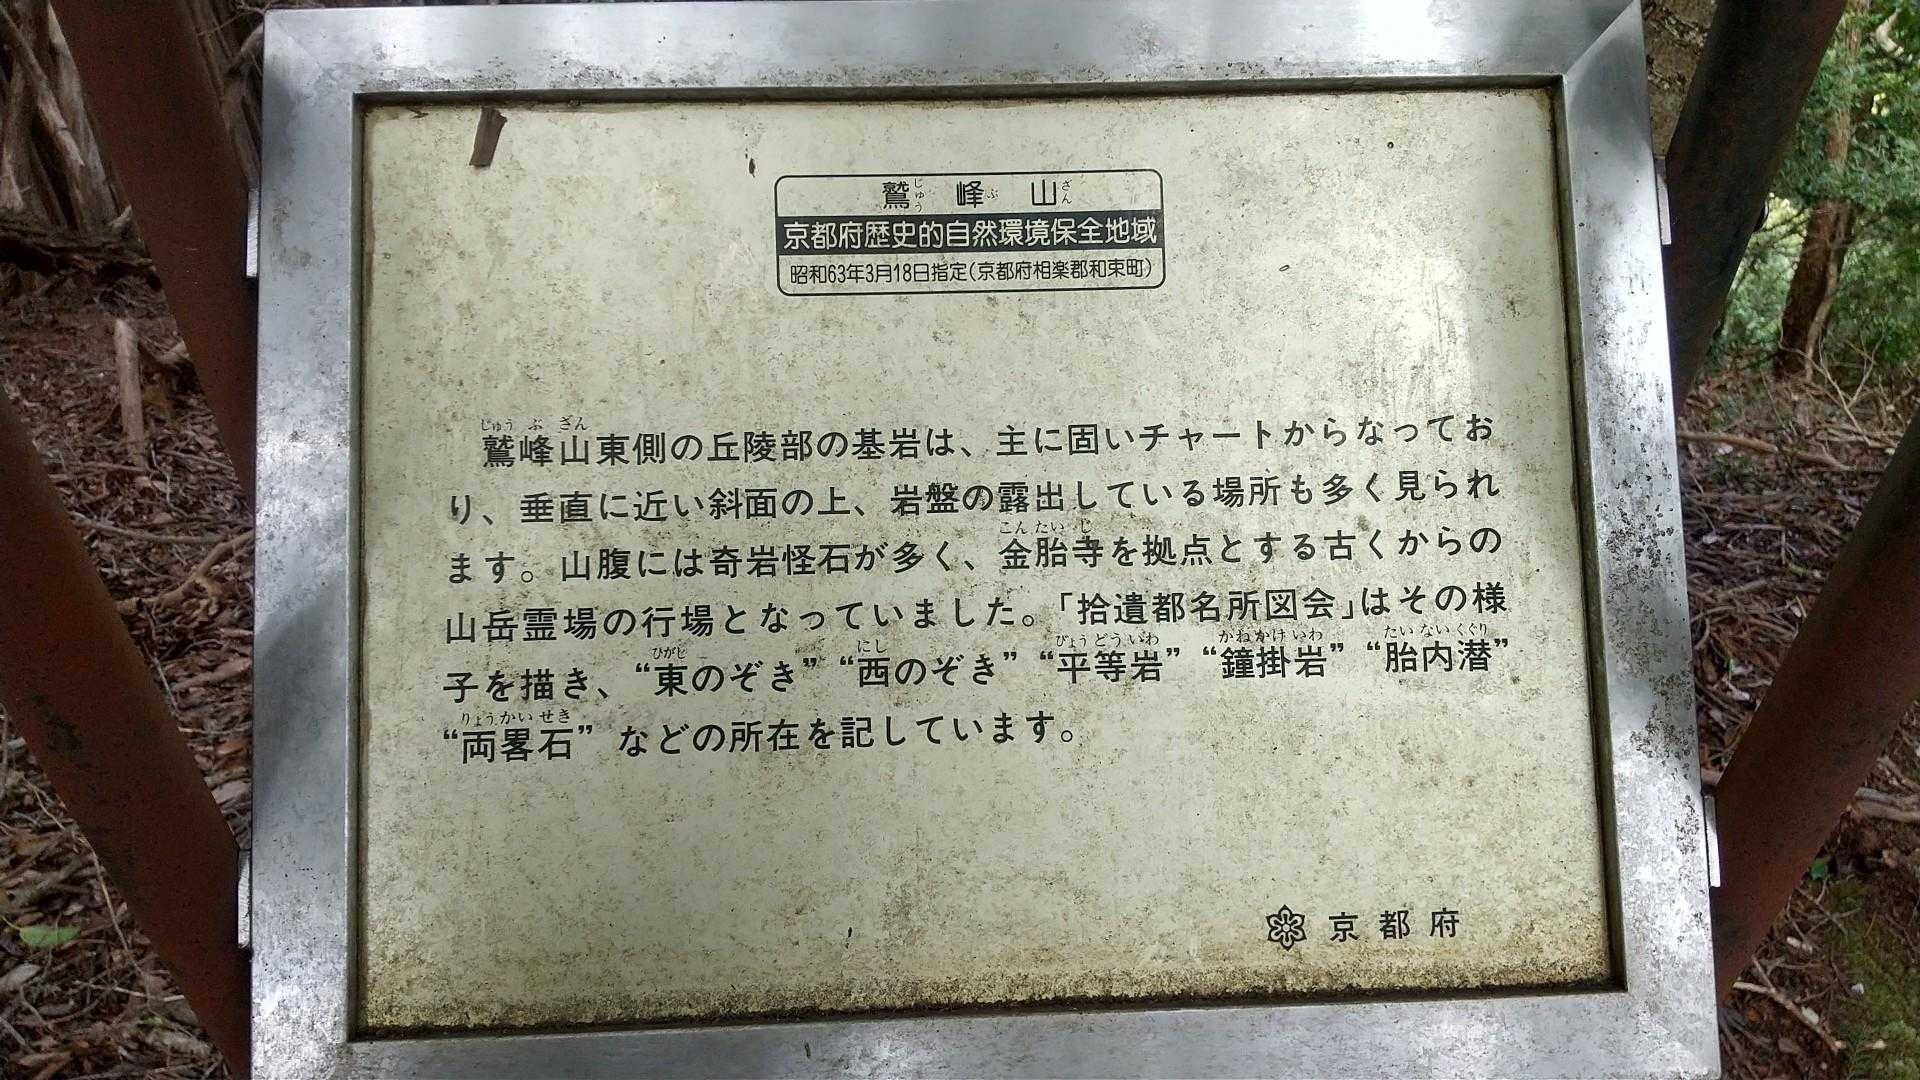 鷲峰山
京都府歴史的自然環境保全地域
昭和63年3月18日指定(京都府相楽郡和束町)
鷲峰山東側の丘陵部の基岩は、主に固いチャートからなってお
り、垂直に近い斜面の上、岩盤の露出している場所も多く見られ
ます。山腹には奇岩怪石が多く、金胎寺を拠点とする古くからの
山岳霊場の行場となっていました。「拾遺都名所図会」はその様
子を描き、“東のぞき” “西のぞき” “平等岩” “鐘掛岩” “胎内潜”
“両畧石” などの所在を記しています。
京都府